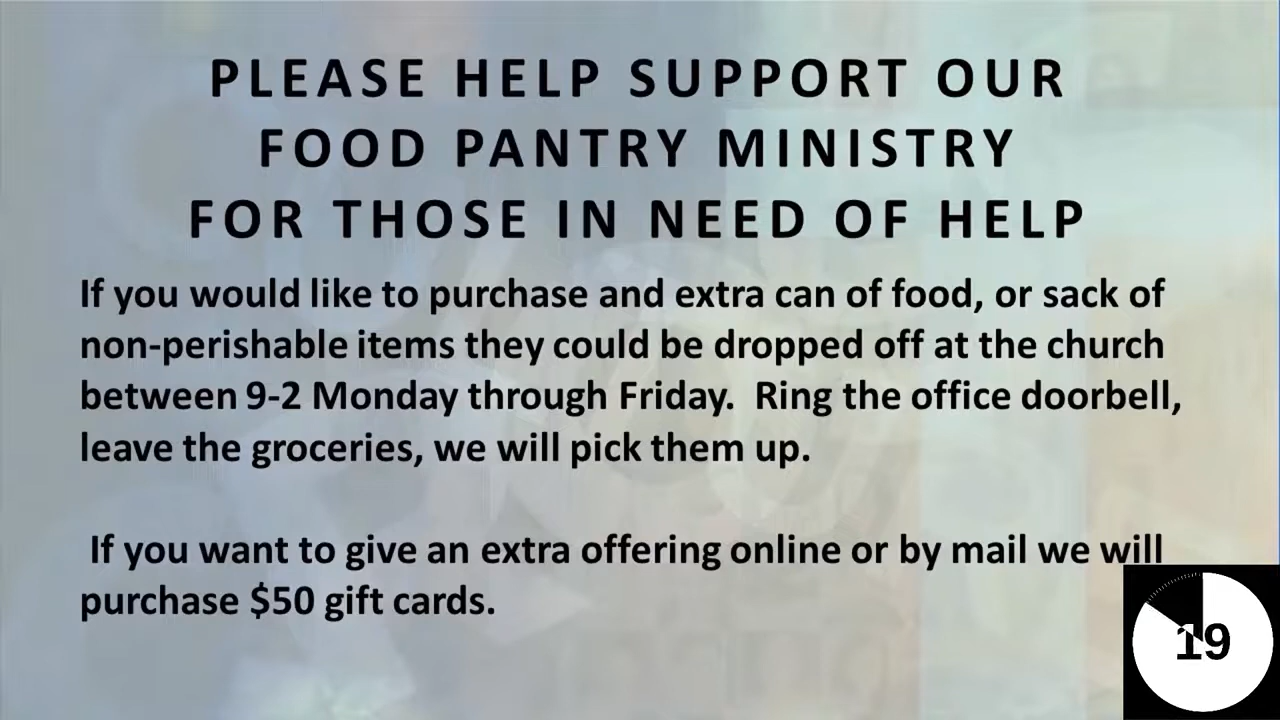 PLEASE HELP SUPPORT OUR
FOOD PANTRY MINISTRY
FOR THOSE IN NEED OF HELP
If you would like to purchase and extra can of food, or sack of
non-perishable items they could be dropped off at the church
between 9-2 Monday through Friday.  Ring the office doorbell,
leave the groceries, we will pick them up.
If you want to give an extra offering online or by mail we will
purchase $50 gift cards.
19